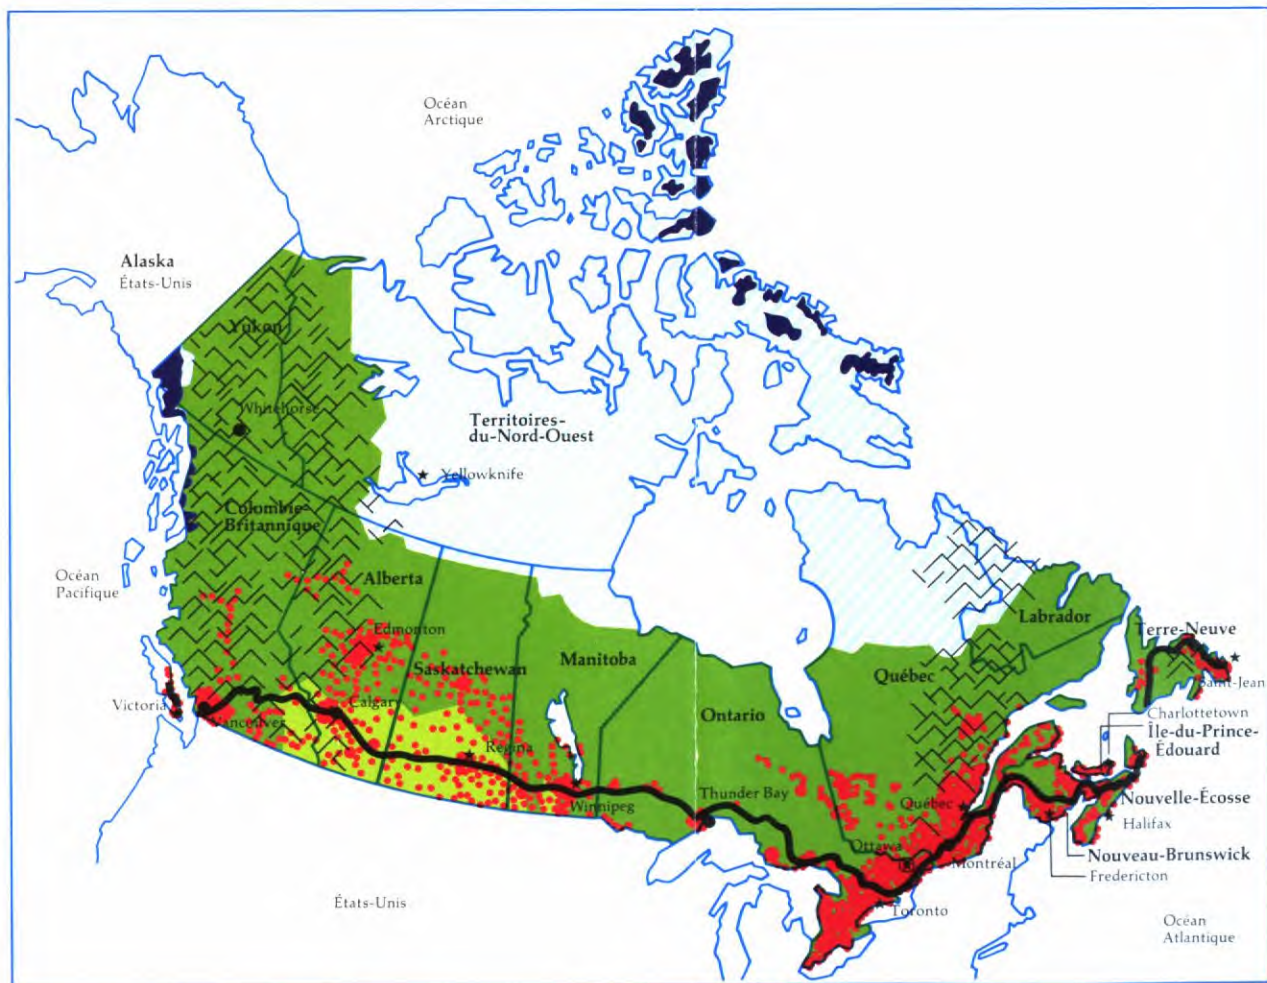 Océan
Arctique
Alaska
États-Unis
Yukon
Whitehorse
Territoires-
du-Nord-Ouest
Yellowknife
Colombie-
Britannique
Océan
Pacifique
Alberta
Edmonton
Saskatchewan
Manitoba
Ontario
Québec
Labrador
Terre-Neuve
Saint-Jean
Victoria
Vancouver
Calgary
Régina
Winnipeg
Thunder Bay
Québec
Ottawa
Montréal
Toronto
Charlottetown
Île-du-Prince-
Édouard
Nouvelle-Écosse
Halifax
Nouveau-Brunswick
Fredericton
États-Unis
Océan
Atlantique